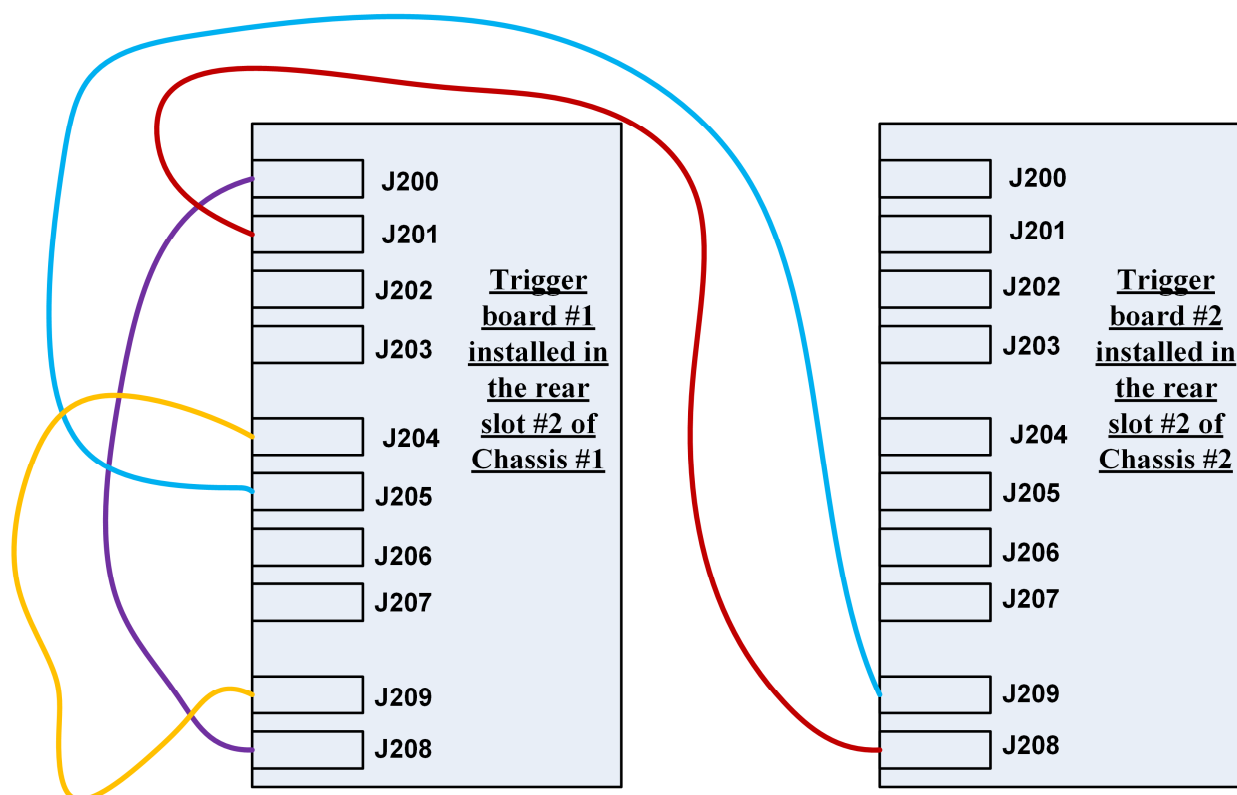 J200
J201
J202
J203
J204
J205
J206
J207
J209
J208
Trigger
board #1
installed in
the rear
slot #2 of
Chassis #1
J200
J201
J202
J203
J204
J205
J206
J207
J209
J208
Trigger
board #2
installed in
the rear
slot #2 of
Chassis #2